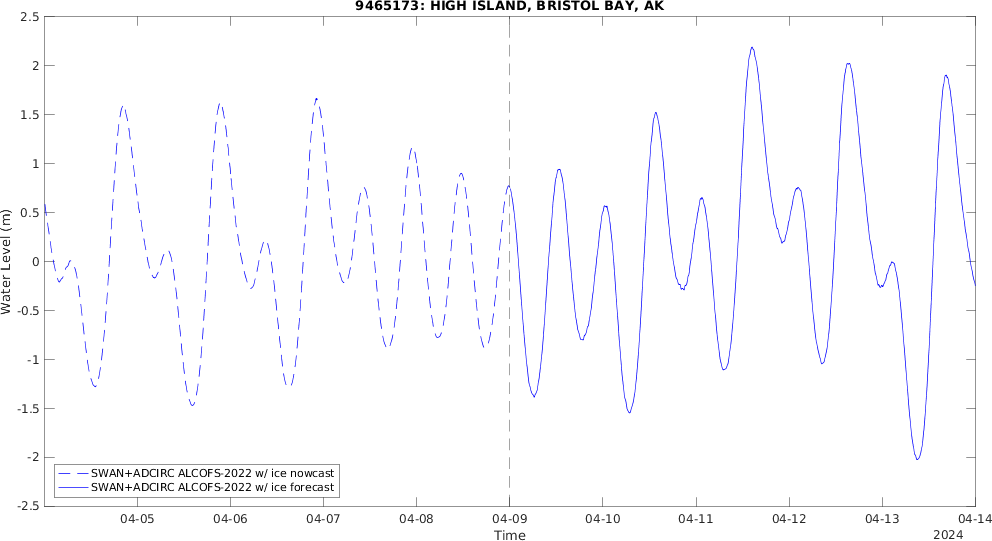 9465173: HIGH ISLAND, BRISTOL BAY, AK
2.5
2
1.5
1
0.5
0
-0.5
-1
-1.5
-2
-2.5
Water Level (m)
SWAN+ADCIRC ALCOFS-2022 w/ ice nowcast
SWAN+ADCIRC ALCOFS-2022 w/ ice forecast
04-05 04-06 04-07 04-08 04-09 04-10 04-11 04-12 04-13 04-14
Time
2024